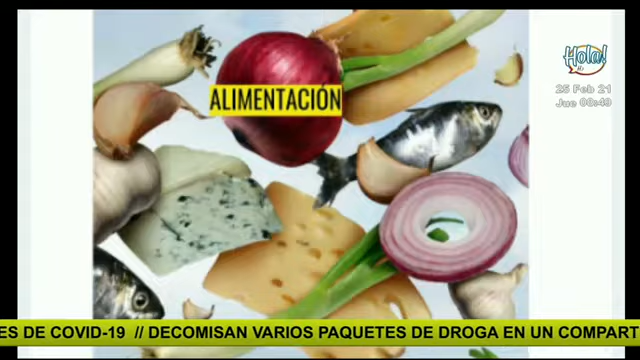 Hola!
25 Feb 21
Jue 08:49
ALIMENTACIÓN
ES DE COVID-19 // DECOMISAN VARIOS PAQUETES DE DROGA EN UN COMPART